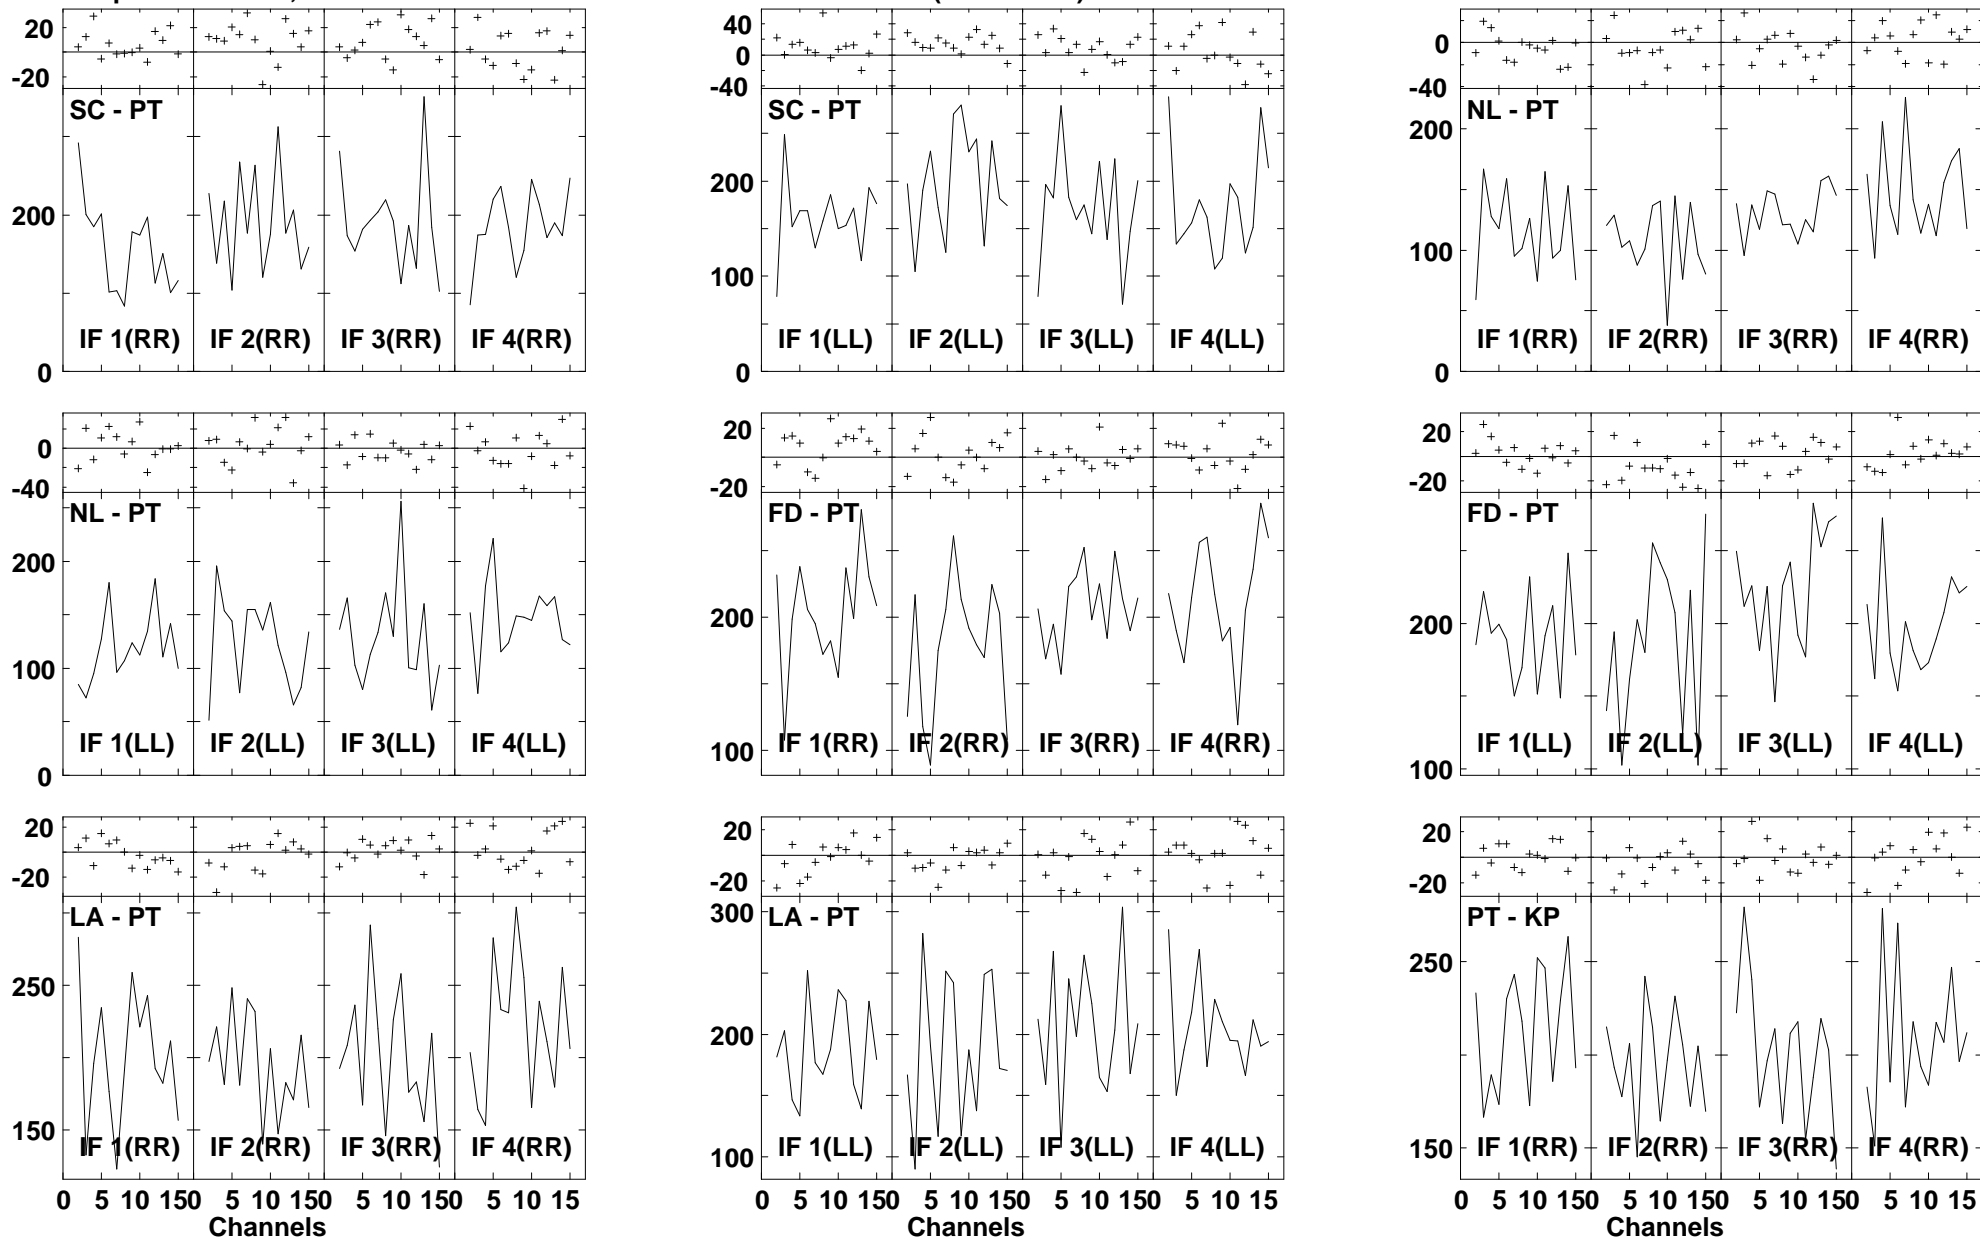 20 40 0
0 0 -40
-20 -40
SC - PT SC - PT NL - PT
200 200 200
100 100
IF 1(RR) IF 2(RR) IF 3(RR) IF 4(RR) IF 1(LL) IF 2(LL) IF 3(LL) IF 4(LL) IF 1(RR) IF 2(RR) IF 3(RR) IF 4(RR)
0 0 0
0 20 20
-40 0 0
-20 -20
NL - PT FD - PT FD - PT
200 200 200
100
IF 1(LL) IF 2(LL) IF 3(LL) IF 4(LL) IF 1(RR) IF 2(RR) IF 3(RR) IF 4(RR) IF 1(LL) IF 2(LL) IF 3(LL) IF 4(LL)
0 100 100
20 20 20
0 0 0
-20 -20 -20
LA - PT LA - PT PT - KP
250 300 250
150 200 150
100
IF 1(RR) IF 2(RR) IF 3(RR) IF 4(RR) IF 1(LL) IF 2(LL) IF 3(LL) IF 4(LL) IF 1(RR) IF 2(RR) IF 3(RR) IF 4(RR)
0 5 10 150 5 10 150 5 10 150 5 10 15 0 5 10 150 5 10 150 5 10 150 5 10 15 0 5 10 150 5 10 150 5 10 150 5 10 15
Channels Channels Channels